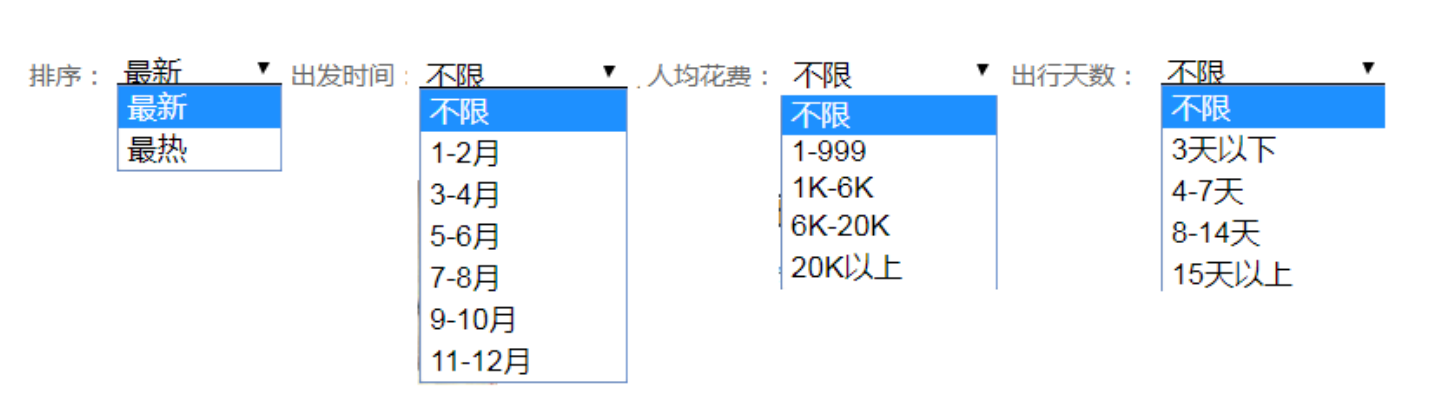 排序： 最新 ▼ 出发时间： 不限 ▼ 人均花费： 不限 ▼ 出行天数： 不限 ▼
最新
最热
不限
1-2月
3-4月
5-6月
7-8月
9-10月
11-12月
不限
1-999
1K-6K
6K-20K
20K以上
不限
3天以下
4-7天
8-14天
15天以上